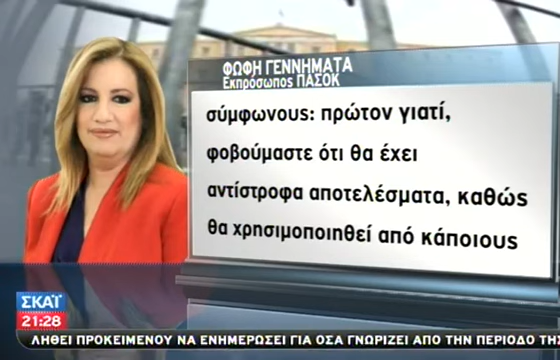 ΦΩΦΗ ΓΕΝΝΗΜΑΤΑ
Εκπρόσωπος ΠΑΣΟΚ
σύμφωνους: πρώτον γιατί,
φοβούμαστε ότι θα έχει
αντίστροφα αποτελέσματα, καθώς
θα χρησιμοποιηθεί από κάποιους
ΣΚΑΪ
21:28
ΛΗΘΕΙ ΠΡΟΚΕΙΜΕΝΟΥ ΝΑ ΕΝΗΜΕΡΩΣΕΙ ΓΙΑ ΟΣΑ ΓΝΩΡΙΖΕΙ ΑΠΟ ΤΗΝ ΠΕΡΙΟΔΟ ΤΗ